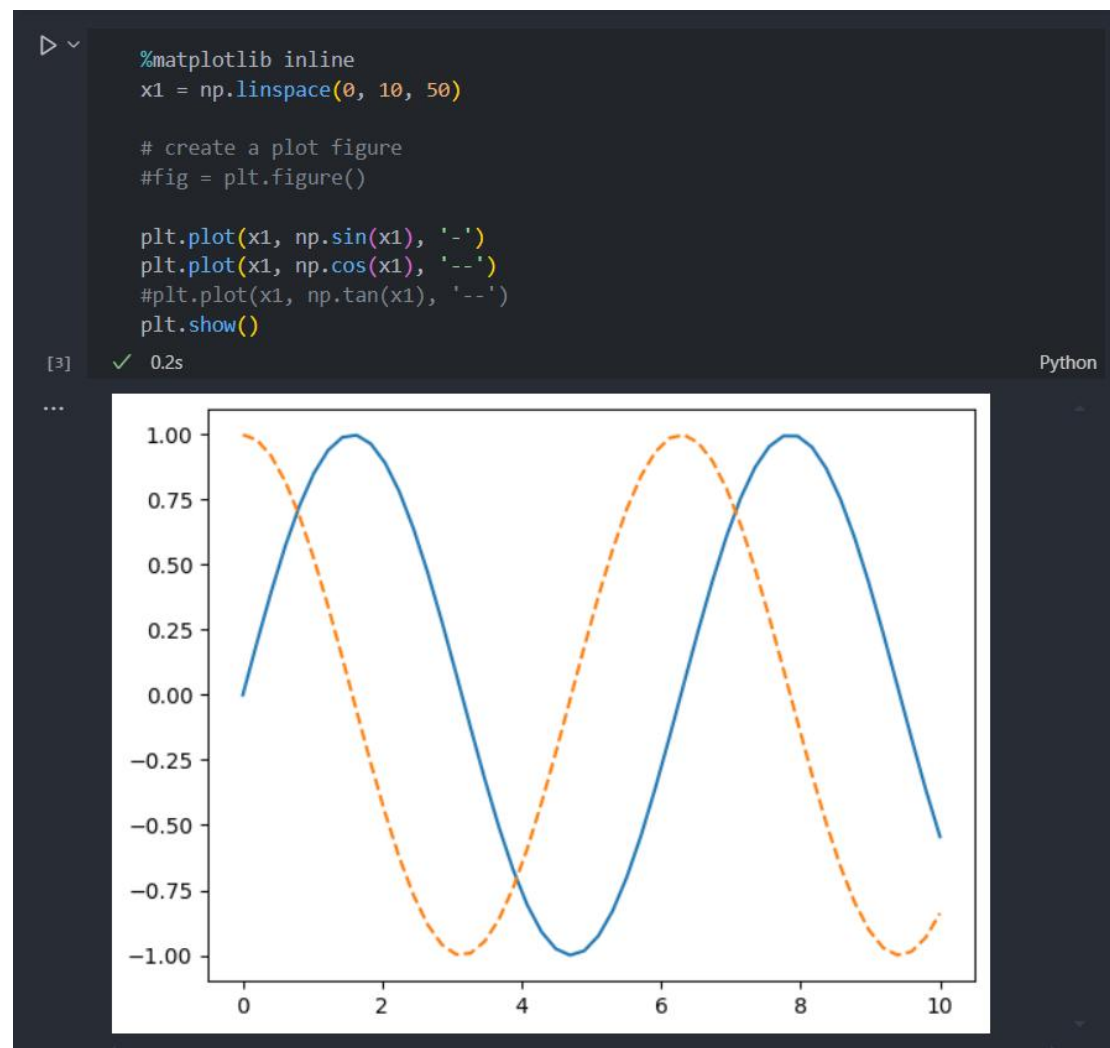 %matplotlib inline
x1 = np.linspace(0, 10, 50)
# create a plot figure
#fig = plt.figure()
plt.plot(x1, np.sin(x1), '-')
plt.plot(x1, np.cos(x1), '--')
#plt.plot(x1, np.tan(x1), '--')
plt.show()
[3] ✓ 0.2s Python
...
1.00
0.75
0.50
0.25
0.00
−0.25
−0.50
−0.75
−1.00
0 2 4 6 8 10